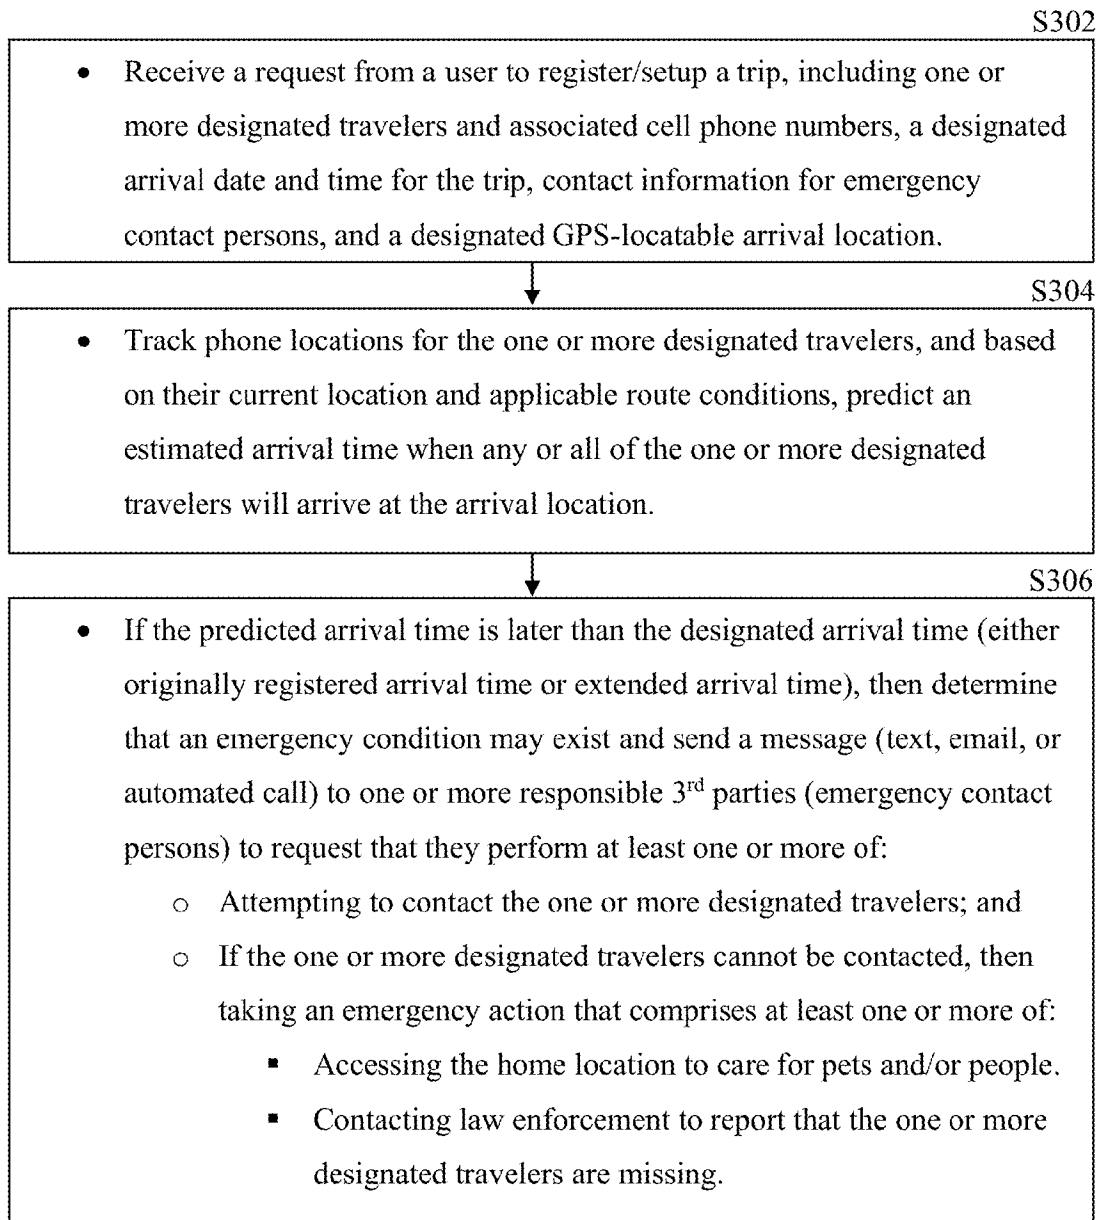 S302
• Receive a request from a user to register/setup a trip, including one or
more designated travelers and associated cell phone numbers, a designated
arrival date and time for the trip, contact information for emergency
contact persons, and a designated GPS-locatable arrival location.
S304
• Track phone locations for the one or more designated travelers, and based
on their current location and applicable route conditions, predict an
estimated arrival time when any or all of the one or more designated
travelers will arrive at the arrival location.
S306
• If the predicted arrival time is later than the designated arrival time (either
originally registered arrival time or extended arrival time), then determine
that an emergency condition may exist and send a message (text, email, or
automated call) to one or more responsible 3rd parties (emergency contact
persons) to request that they perform at least one or more of:
○ Attempting to contact the one or more designated travelers; and
○ If the one or more designated travelers cannot be contacted, then
taking an emergency action that comprises at least one or more of:
▪ Accessing the home location to care for pets and/or people.
▪ Contacting law enforcement to report that the one or more
designated travelers are missing.